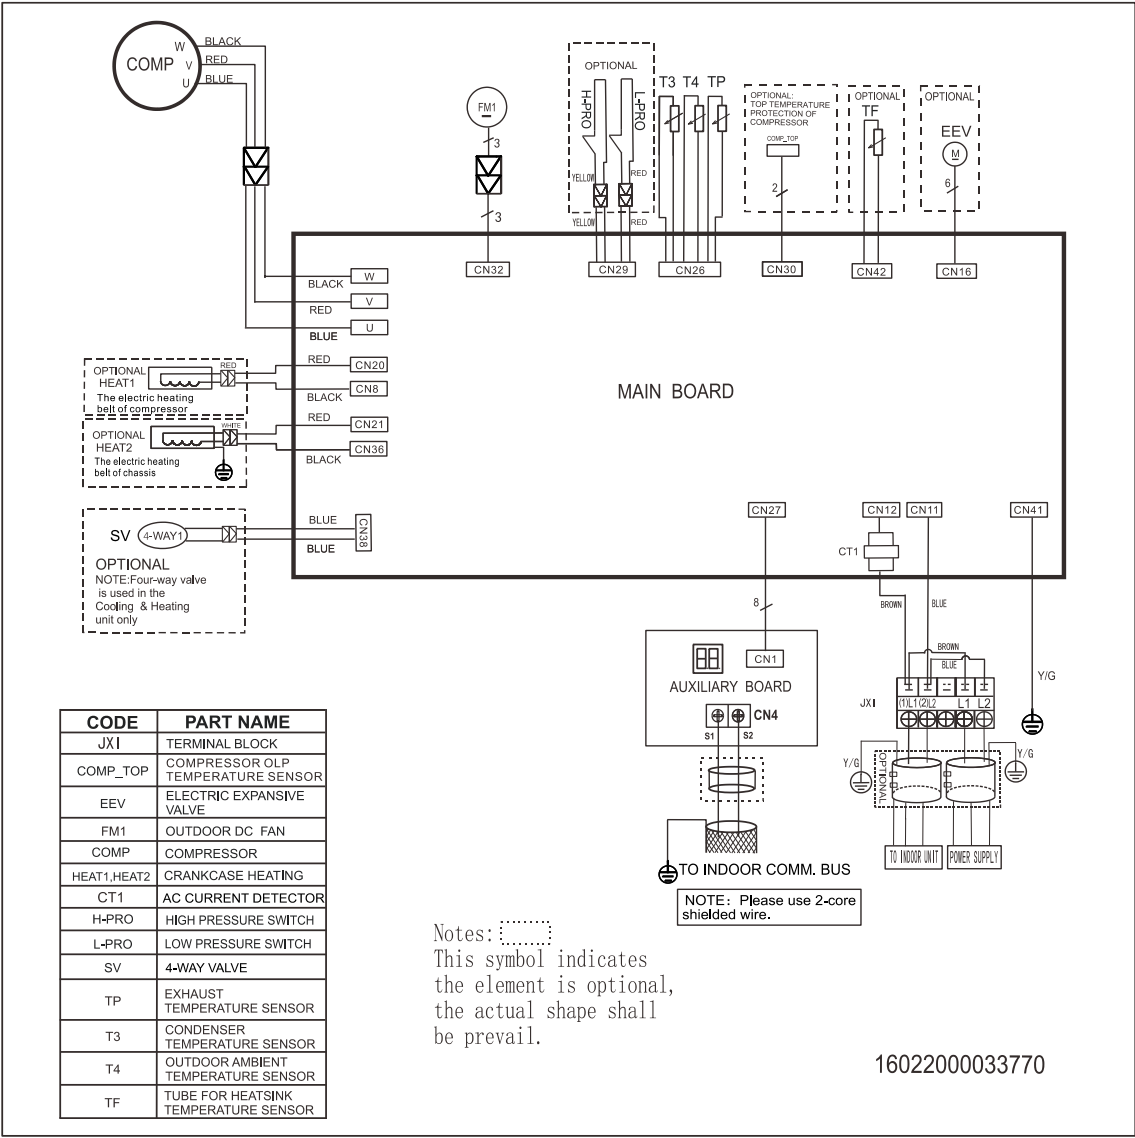 COMP
W
V
U
BLACK
RED
BLUE
FM1
3
3
OPTIONAL
H-PRO
L-PRO
YELLOW
RED
YELLOW
RED
T3 T4 TP
OPTIONAL:
TOP TEMPERATURE
PROTECTION OF
COMPRESSOR
COMP_TOP
2
OPTIONAL
TF
OPTIONAL
EEV
M
6
CN32
CN29
CN26
CN30
CN42
CN16
BLACK
W
RED
V
BLUE
U
OPTIONAL
HEAT1
The electric heating
belt of compressor
RED
RED
CN20
BLACK
CN8
OPTIONAL
HEAT2
The electric heating
belt of chassis
WHITE
RED
CN21
BLACK
CN36
SV
4-WAY1
OPTIONAL
NOTE:Four-way valve
is used in the
Cooling & Heating
unit only
BLUE
BLUE
CN38
MAIN BOARD
CN27
CN12
CN11
CN41
CT1
8
BROWN
BLUE
BROWN
BLUE
Y/G
CN1
AUXILIARY BOARD
CN4
S1
S2
JX1
(1)L1 (2)L2
L1 L2
Y/G
OPTIONAL
Y/G
TO INDOOR UNIT
POWER SUPPLY
TO INDOOR COMM. BUS
NOTE: Please use 2-core
shielded wire.
CODE PART NAME
JX1 TERMINAL BLOCK
COMP_TOP COMPRESSOR OLP
TEMPERATURE SENSOR
EEV ELECTRIC EXPANSIVE
VALVE
FM1 OUTDOOR DC FAN
COMP COMPRESSOR
HEAT1,HEAT2 CRANKCASE HEATING
CT1 AC CURRENT DETECTOR
H-PRO HIGH PRESSURE SWITCH
L-PRO LOW PRESSURE SWITCH
SV 4-WAY VALVE
TP EXHAUST
TEMPERATURE SENSOR
T3 CONDENSER
TEMPERATURE SENSOR
T4 OUTDOOR AMBIENT
TEMPERATURE SENSOR
TF TUBE FOR HEATSINK
TEMPERATURE SENSOR
Notes:
This symbol indicates
the element is optional,
the actual shape shall
be prevail.
16022000033770